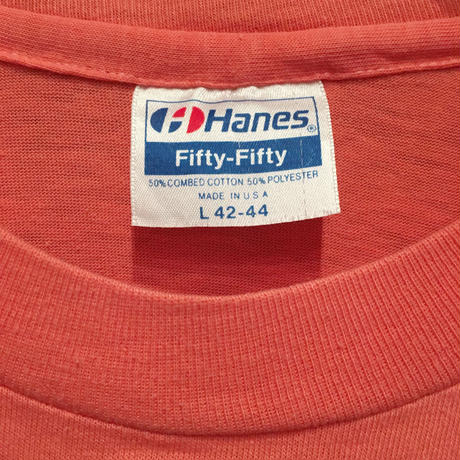 Hanes®
Fifty-Fifty
50% COMBED COTTON 50% POLYESTER
MADE IN U.S.A
L 42-44